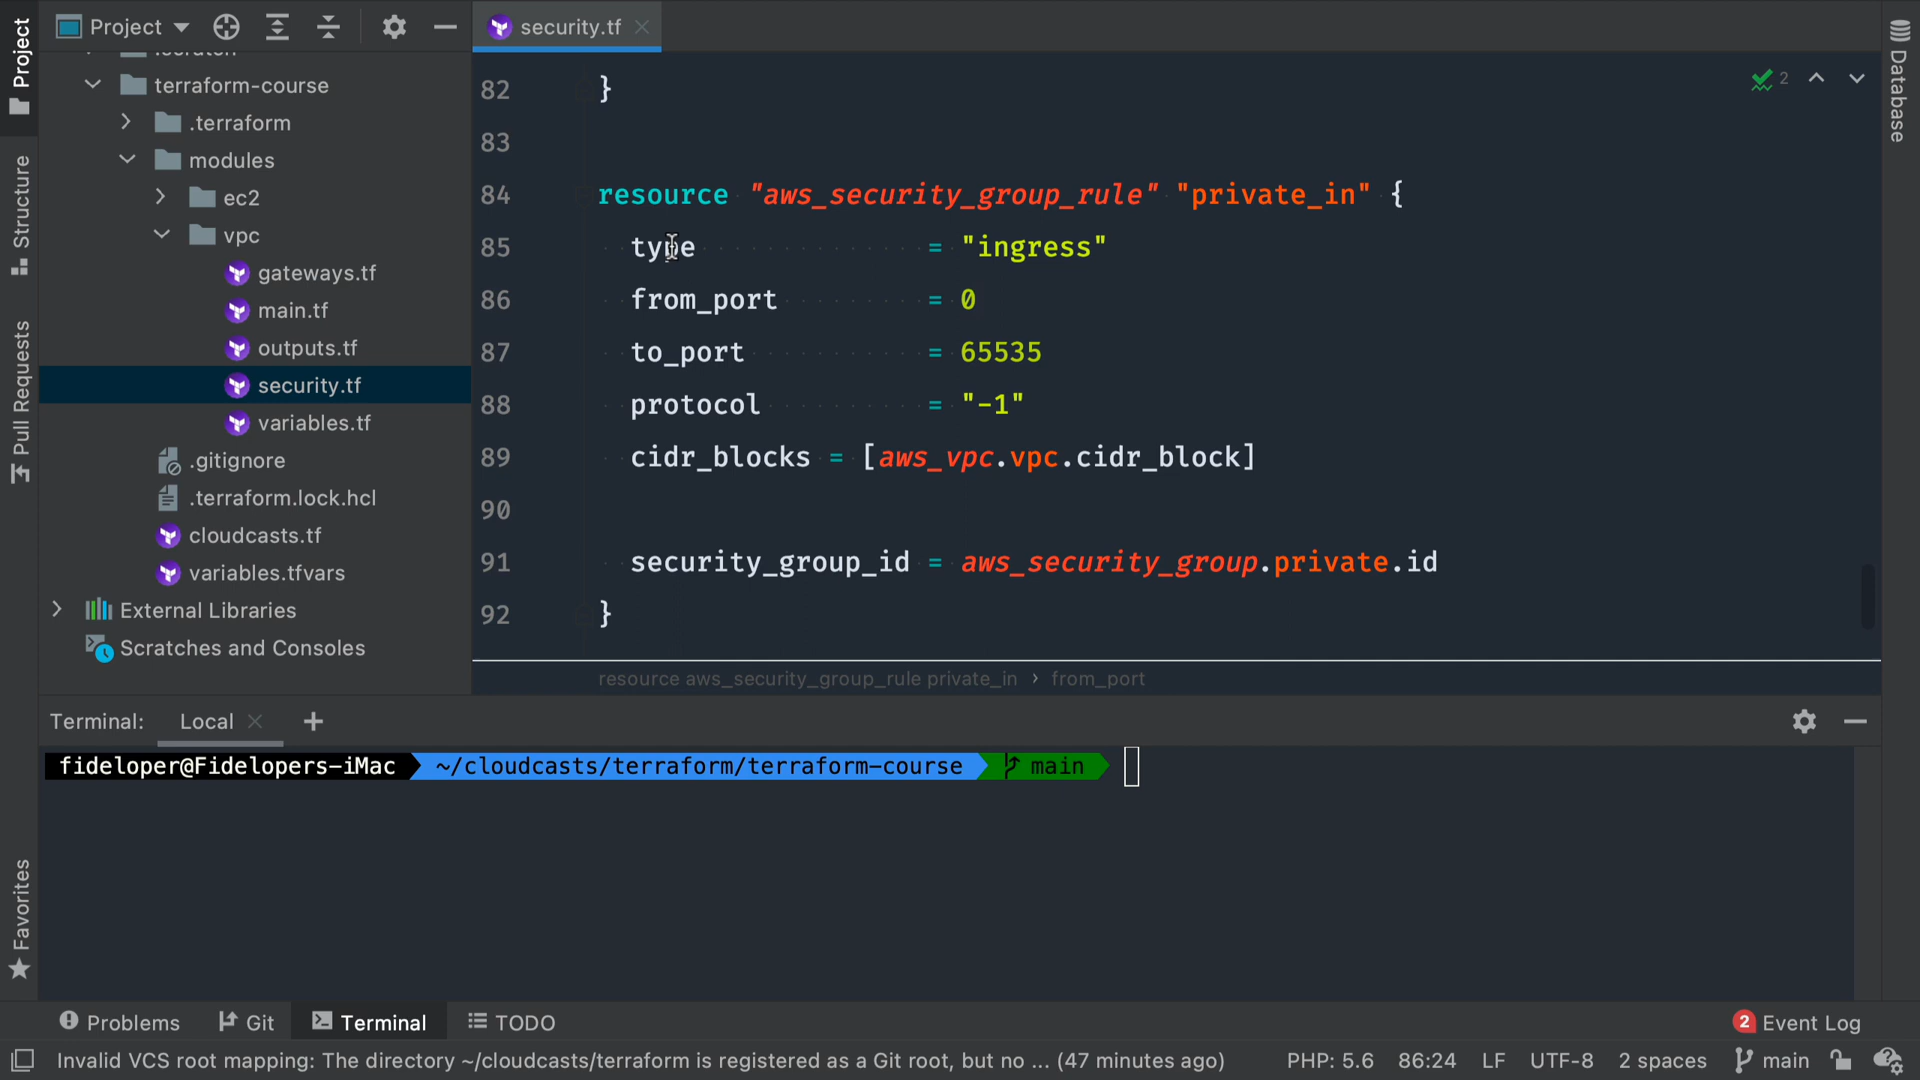 Project
security.tf
.scratch
terraform-course
.terraform
modules
ec2
vpc
gateways.tf
main.tf
outputs.tf
security.tf
variables.tf
.gitignore
.terraform.lock.hcl
cloudcasts.tf
variables.tfvars
External Libraries
Scratches and Consoles
Project
Structure
Pull Requests
Favorites
Database
2
82 }
83
84 resource "aws_security_group_rule" "private_in" {
85 type = "ingress"
86 from_port = 0
87 to_port = 65535
88 protocol = "-1"
89 cidr_blocks = [aws_vpc.vpc.cidr_block]
90
91 security_group_id = aws_security_group.private.id
92 }
resource aws_security_group_rule private_in › from_port
Terminal: Local
fideloper@Fidelopers-iMac ~/cloudcasts/terraform/terraform-course main
Problems Git Terminal TODO 2 Event Log
Invalid VCS root mapping: The directory ~/cloudcasts/terraform is registered as a Git root, but no ... (47 minutes ago) PHP: 5.6 86:24 LF UTF-8 2 spaces main